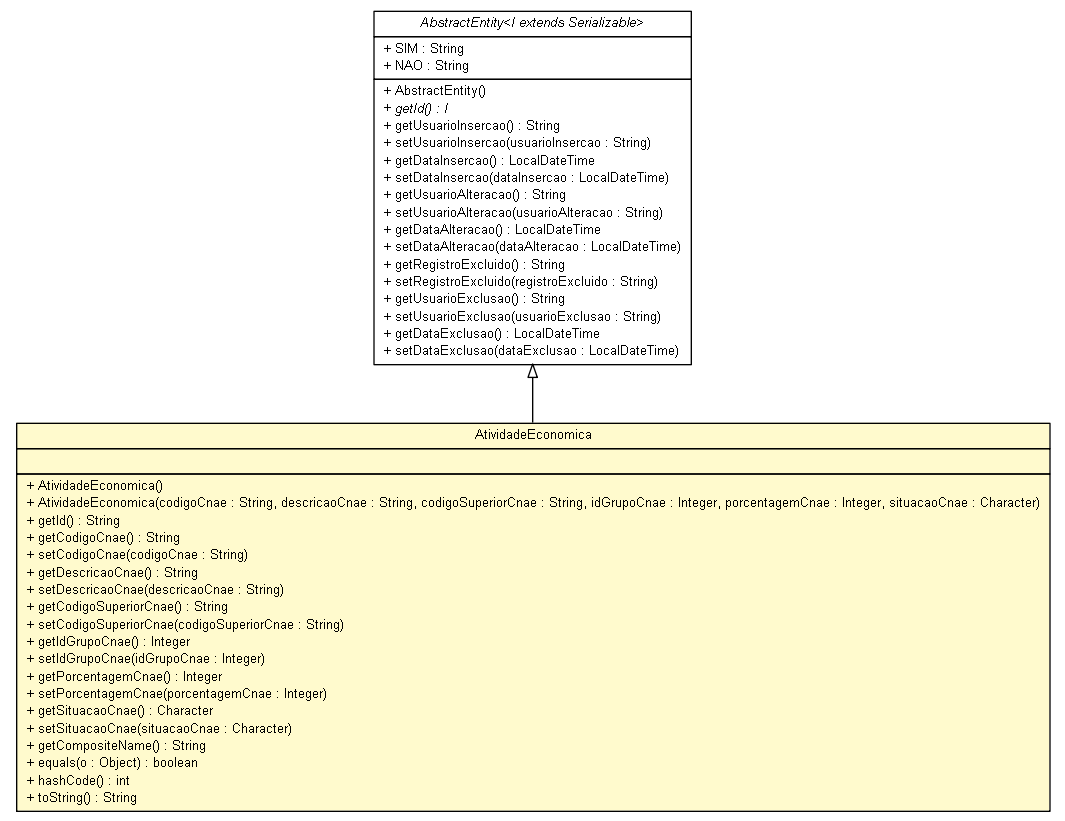 AbstractEntity<I extends Serializable>
+ SIM : String
+ NAO : String
+ AbstractEntity()
+ getId() : I
+ getUsuarioInsercao() : String
+ setUsuarioInsercao(usuarioInsercao : String)
+ getDataInsercao() : LocalDateTime
+ setDataInsercao(dataInsercao : LocalDateTime)
+ getUsuarioAlteracao() : String
+ setUsuarioAlteracao(usuarioAlteracao : String)
+ getDataAlteracao() : LocalDateTime
+ setDataAlteracao(dataAlteracao : LocalDateTime)
+ getRegistroExcluido() : String
+ setRegistroExcluido(registroExcluido : String)
+ getUsuarioExclusao() : String
+ setUsuarioExclusao(usuarioExclusao : String)
+ getDataExclusao() : LocalDateTime
+ setDataExclusao(dataExclusao : LocalDateTime)
AtividadeEconomica
+ AtividadeEconomica()
+ AtividadeEconomica(codigoCnae : String, descricaoCnae : String, codigoSuperiorCnae : String, idGrupoCnae : Integer, porcentagemCnae : Integer, situacaoCnae : Character)
+ getId() : String
+ getCodigoCnae() : String
+ setCodigoCnae(codigoCnae : String)
+ getDescricaoCnae() : String
+ setDescricaoCnae(descricaoCnae : String)
+ getCodigoSuperiorCnae() : String
+ setCodigoSuperiorCnae(codigoSuperiorCnae : String)
+ getIdGrupoCnae() : Integer
+ setIdGrupoCnae(idGrupoCnae : Integer)
+ getPorcentagemCnae() : Integer
+ setPorcentagemCnae(porcentagemCnae : Integer)
+ getSituacaoCnae() : Character
+ setSituacaoCnae(situacaoCnae : Character)
+ getCompositeName() : String
+ equals(o : Object) : boolean
+ hashCode() : int
+ toString() : String